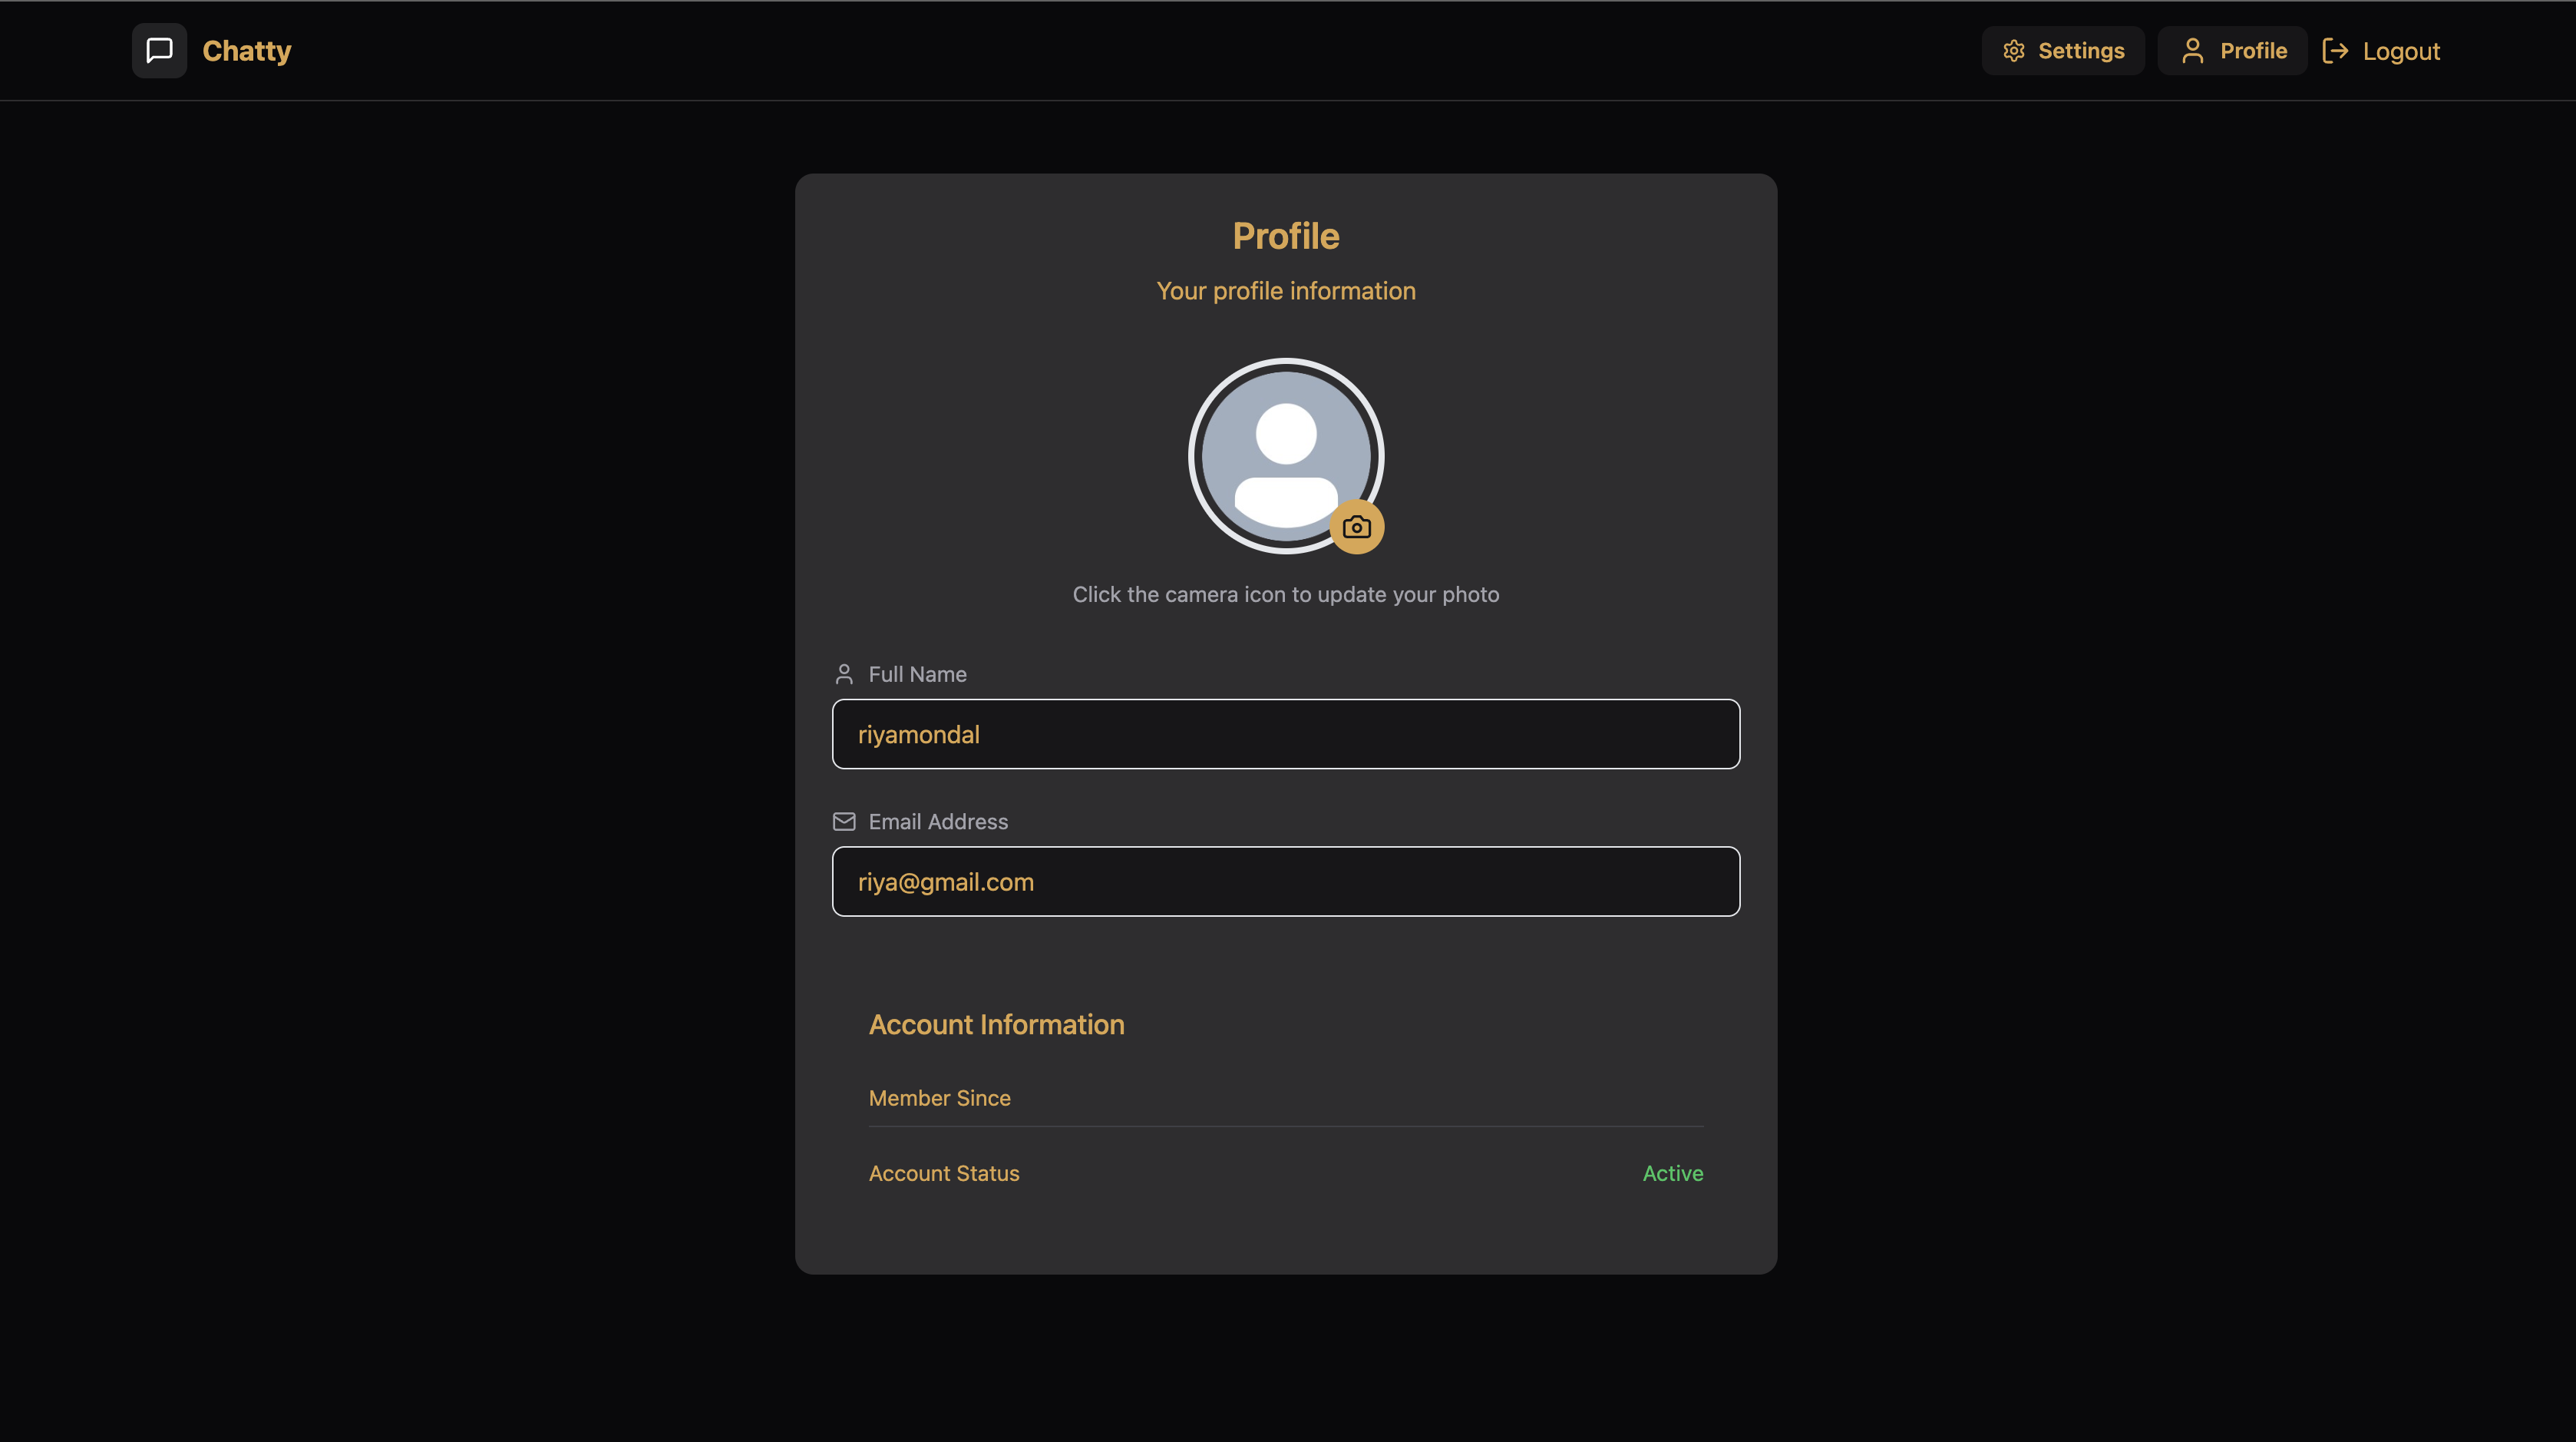 Chatty
Settings
Profile
Logout
Profile
Your profile information
Click the camera icon to update your photo
Full Name
riyamondal
Email Address
riya@gmail.com
Account Information
Member Since
Account Status
Active